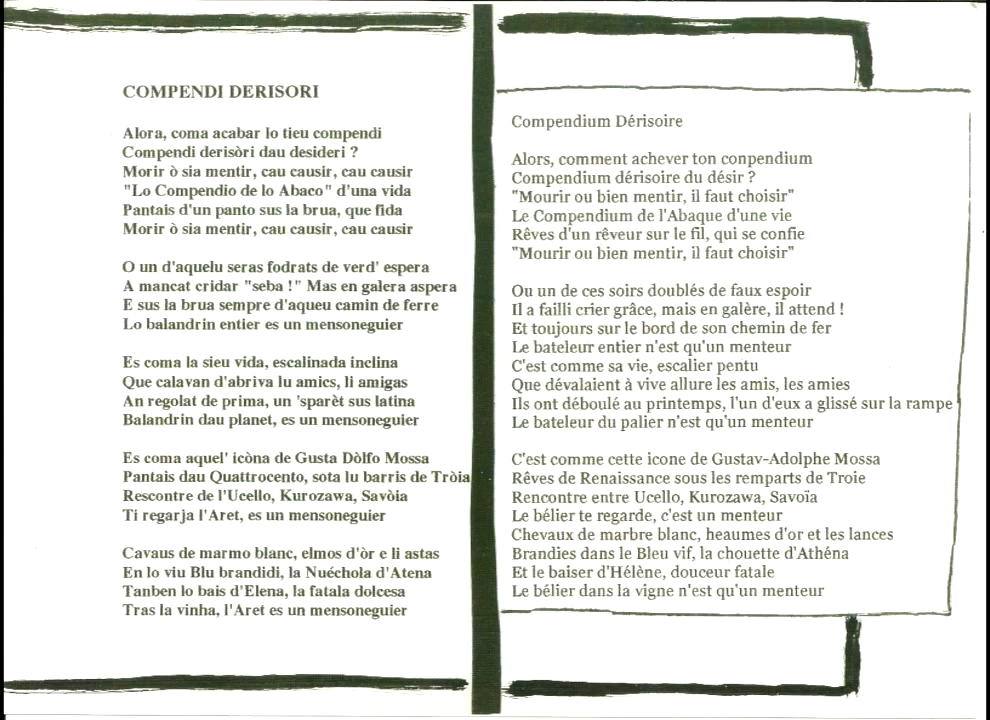 COMPENDI DERISORI
Alora, coma acabar lo tieu compendi
Compendi derisòri dau desideri ?
Morir ò sia mentir, cau causir, cau causir
"Lo Compendio de lo Abaco" d'una vida
Pantais d'un panto sus la brua, que fida
Morir ò sia mentir, cau causir, cau causir
O un d'aquelu seras fodrats de verd' espera
A mancat cridar "seba !" Mas en galera aspera
E sus la brua sempre d'aqueu camin de ferre
Lo balandrin entier es un mensoneguier
Es coma la sieu vida, escalinada inclina
Que calavan d'abriva lu amics, li amigas
An regolat de prima, un 'sparèt sus latina
Balandrin dau planet, es un mensoneguier
Es coma aquel' icòna de Gusta Dòlfo Mossa
Pantais dau Quattrocento, sota lu barris de Tròia
Rescontre de l'Ucello, Kurozawa, Savòia
Ti regarja l'Aret, es un mensoneguier
Cavaus de marmo blanc, elmos d'òr e li astas
En lo viu Blu brandidi, la Nuéchola d'Atena
Tanben lo bais d'Elena, la fatala dolcesa
Tras la vinha, l'Aret es un mensoneguier
Compendium Dérisoire
Alors, comment achever ton conpendium
Compendium dérisoire du désir ?
"Mourir ou bien mentir, il faut choisir"
Le Compendium de l'Abaque d'une vie
Rêves d'un rêveur sur le fil, qui se confie
"Mourir ou bien mentir, il faut choisir"
Ou un de ces soirs doublés de faux espoir
Il a failli crier grâce, mais en galère, il attend !
Et toujours sur le bord de son chemin de fer
Le bateleur entier n'est qu'un menteur
C'est comme sa vie, escalier pentu
Que dévalaient à vive allure les amis, les amies
Ils ont déboulé au printemps, l'un d'eux a glissé sur la rampe
Le bateleur du palier n'est qu'un menteur
C'est comme cette icone de Gustav-Adolphe Mossa
Rêves de Renaissance sous les remparts de Troie
Rencontre entre Ucello, Kurozawa, Savoïa
Le bélier te regarde, c'est un menteur
Chevaux de marbre blanc, heaumes d'or et les lances
Brandies dans le Bleu vif, la chouette d'Athéna
Et le baiser d'Hélène, douceur fatale
Le bélier dans la vigne n'est qu'un menteur